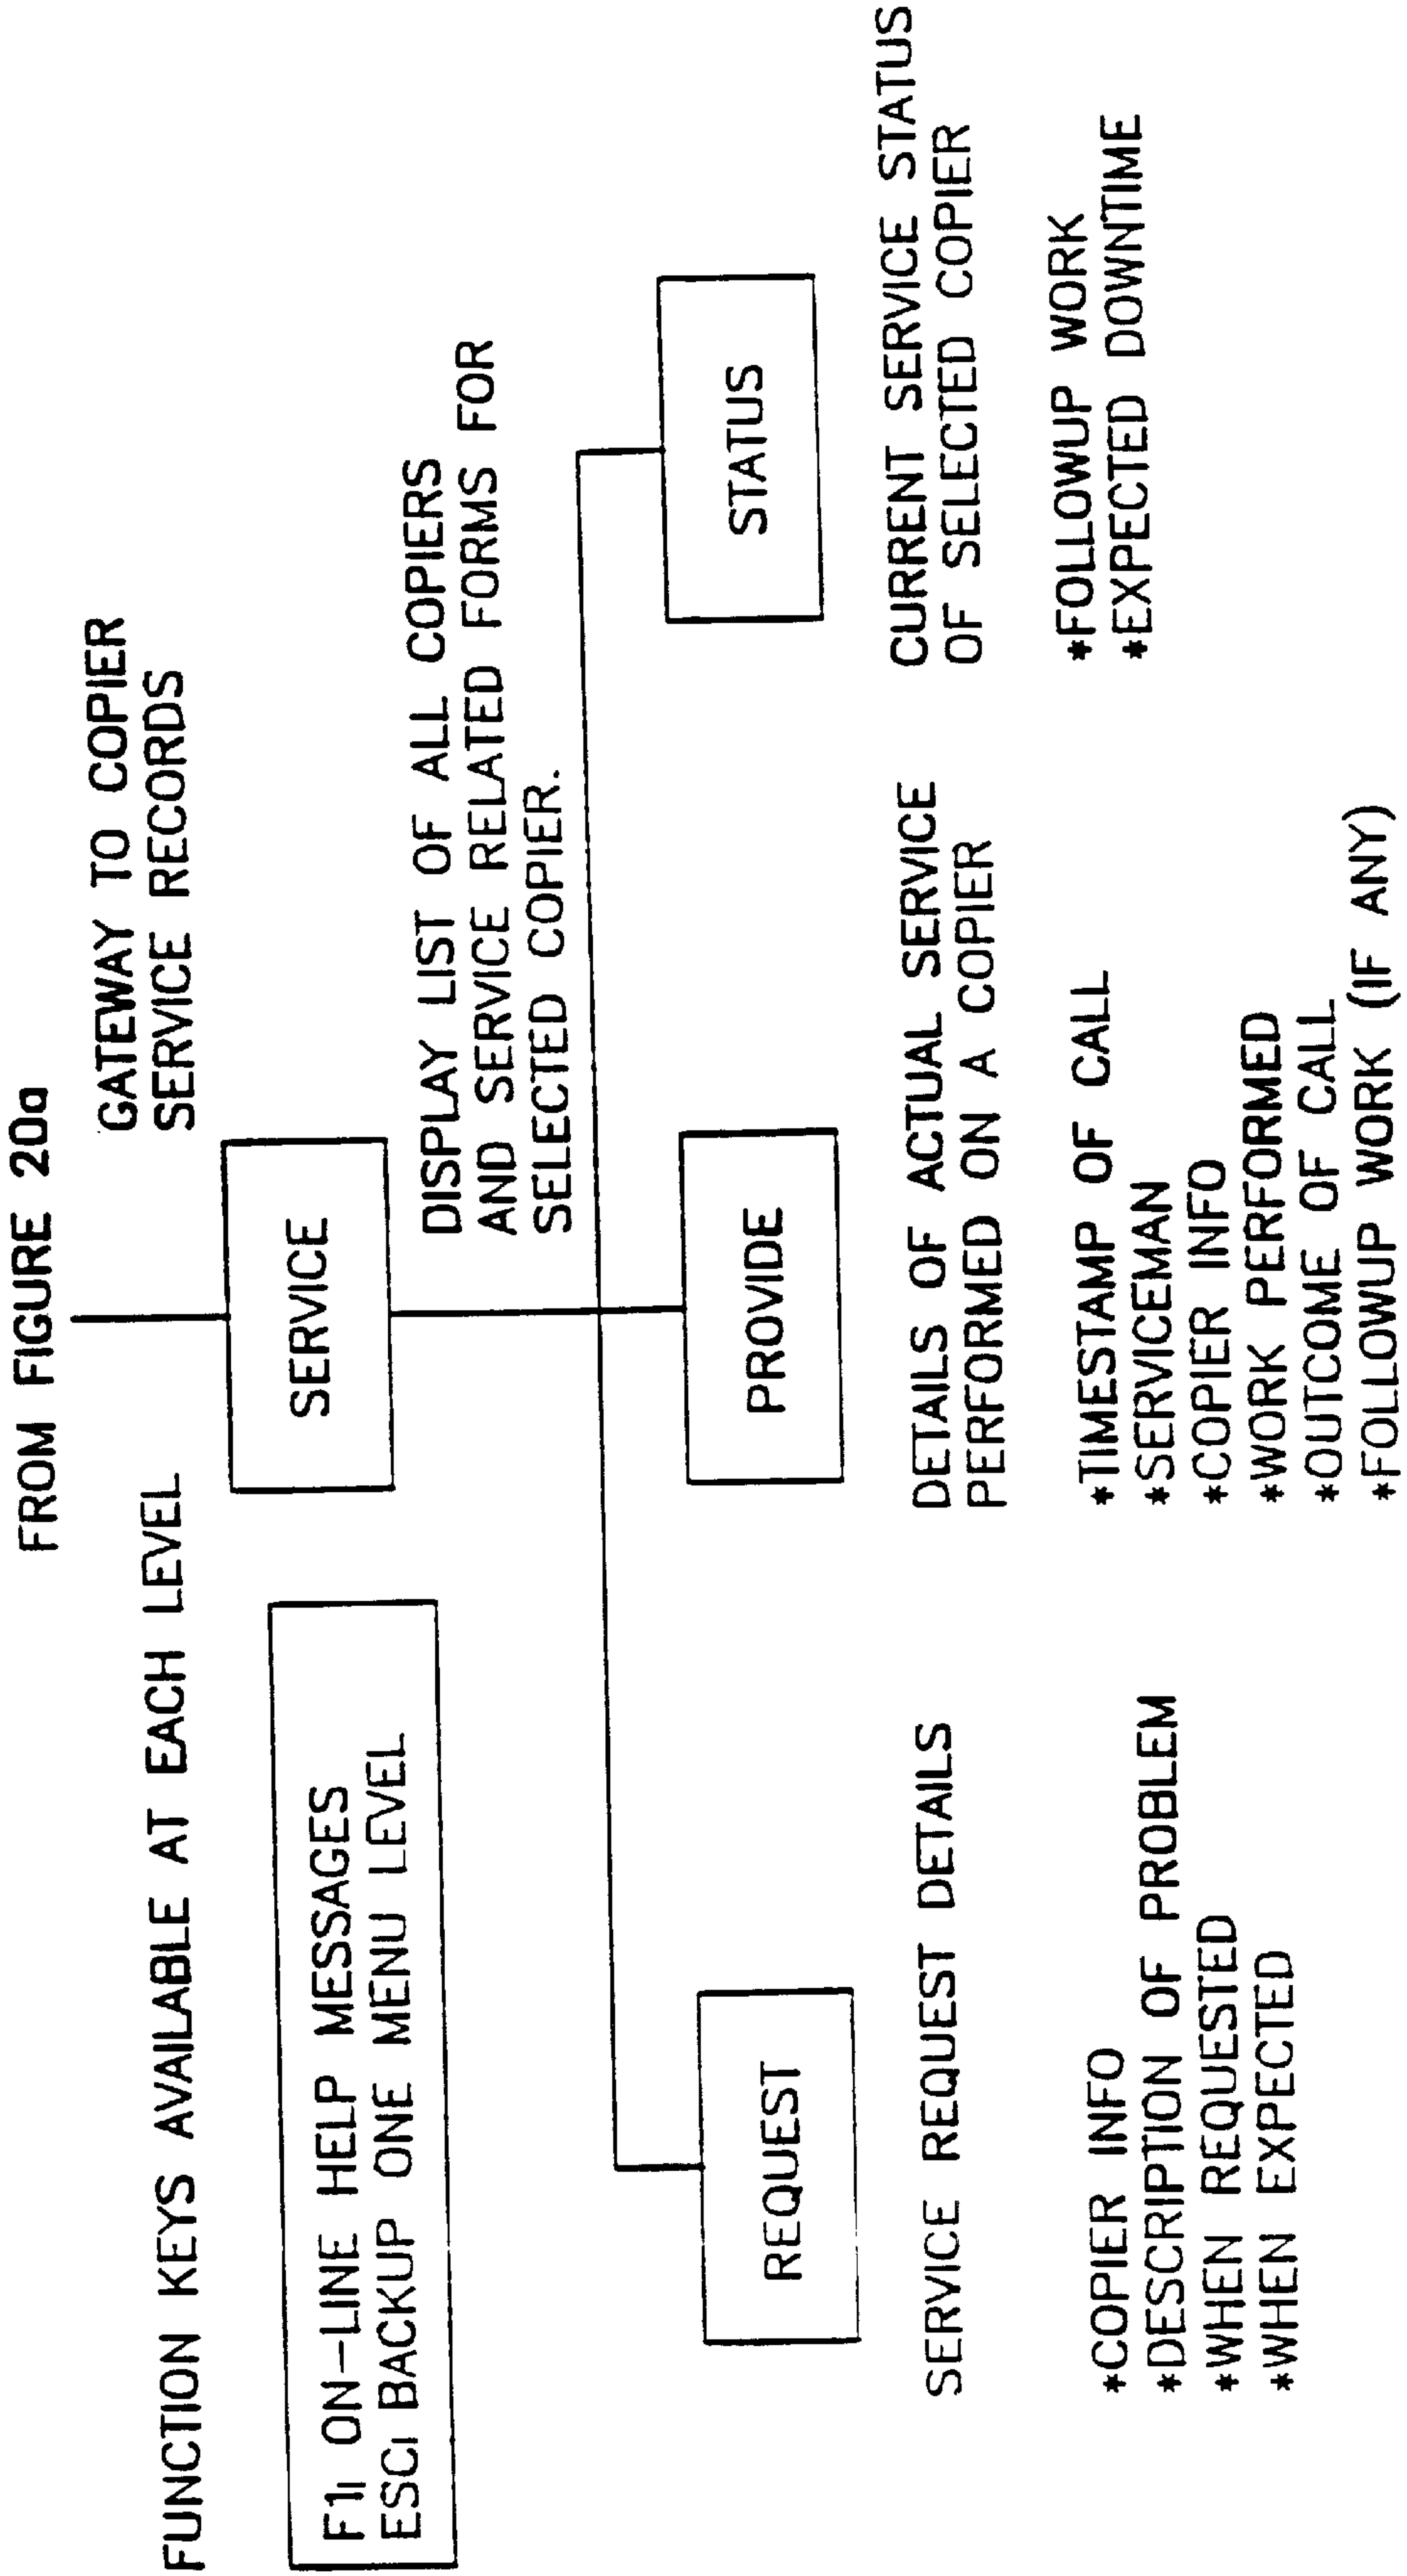 FROM FIGURE 20a
FUNCTION KEYS AVAILABLE AT EACH LEVEL
F1: ON-LINE HELP MESSAGES
ESC: BACKUP ONE MENU LEVEL
GATEWAY TO COPIER
SERVICE RECORDS
SERVICE
DISPLAY LIST OF ALL COPIERS
AND SERVICE RELATED FORMS FOR
SELECTED COPIER.
REQUEST
SERVICE REQUEST DETAILS
*COPIER INFO
*DESCRIPTION OF PROBLEM
*WHEN REQUESTED
*WHEN EXPECTED
PROVIDE
DETAILS OF ACTUAL SERVICE
PERFORMED ON A COPIER
*TIMESTAMP OF CALL
*SERVICEMAN
*COPIER INFO
*WORK PERFORMED
*OUTCOME OF CALL
*FOLLOWUP WORK (IF ANY)
STATUS
CURRENT SERVICE STATUS
OF SELECTED COPIER
*FOLLOWUP WORK
*EXPECTED DOWNTIME